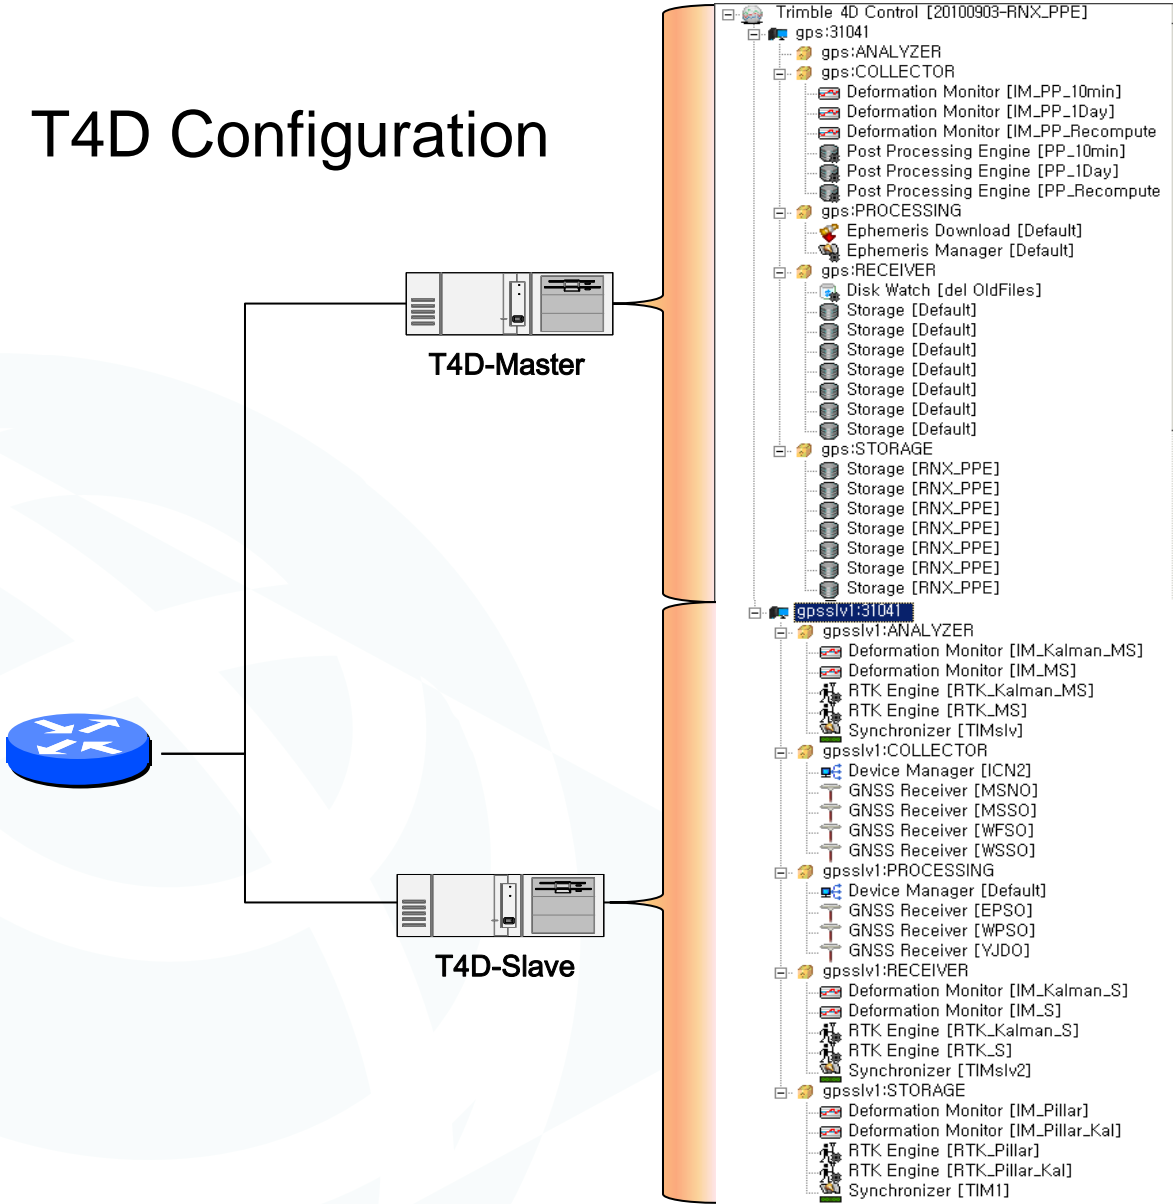 T4D Configuration
T4D-Master
T4D-Slave
Trimble 4D Control [20100903-RNX_PPE]
gps:31041
gps:ANALYZER
gps:COLLECTOR
Deformation Monitor [IM_PP_10min]
Deformation Monitor [IM_PP_1Day]
Deformation Monitor [IM_PP_Recompute
Post Processing Engine [PP_10min]
Post Processing Engine [PP_1Day]
Post Processing Engine [PP_Recompute
gps:PROCESSING
Ephemeris Download [Default]
Ephemeris Manager [Default]
gps:RECEIVER
Disk Watch [del OldFiles]
Storage [Default]
Storage [Default]
Storage [Default]
Storage [Default]
Storage [Default]
Storage [Default]
Storage [Default]
gps:STORAGE
Storage [RNX_PPE]
Storage [RNX_PPE]
Storage [RNX_PPE]
Storage [RNX_PPE]
Storage [RNX_PPE]
Storage [RNX_PPE]
Storage [RNX_PPE]
gpsslv1:31041
gpsslv1:ANALYZER
Deformation Monitor [IM_Kalman_MS]
Deformation Monitor [IM_MS]
RTK Engine [RTK_Kalman_MS]
RTK Engine [RTK_MS]
Synchronizer [TIMslv]
gpsslv1:COLLECTOR
Device Manager [ICN2]
GNSS Receiver [MSNO]
GNSS Receiver [MSSO]
GNSS Receiver [WFSO]
GNSS Receiver [WSSO]
gpsslv1:PROCESSING
Device Manager [Default]
GNSS Receiver [EPSO]
GNSS Receiver [WPSO]
GNSS Receiver [YJDO]
gpsslv1:RECEIVER
Deformation Monitor [IM_Kalman_S]
Deformation Monitor [IM_S]
RTK Engine [RTK_Kalman_S]
RTK Engine [RTK_S]
Synchronizer [TIMslv2]
gpsslv1:STORAGE
Deformation Monitor [IM_Pillar]
Deformation Monitor [IM_Pillar_Kal]
RTK Engine [RTK_Pillar]
RTK Engine [RTK_Pillar_Kal]
Synchronizer [TIM1]